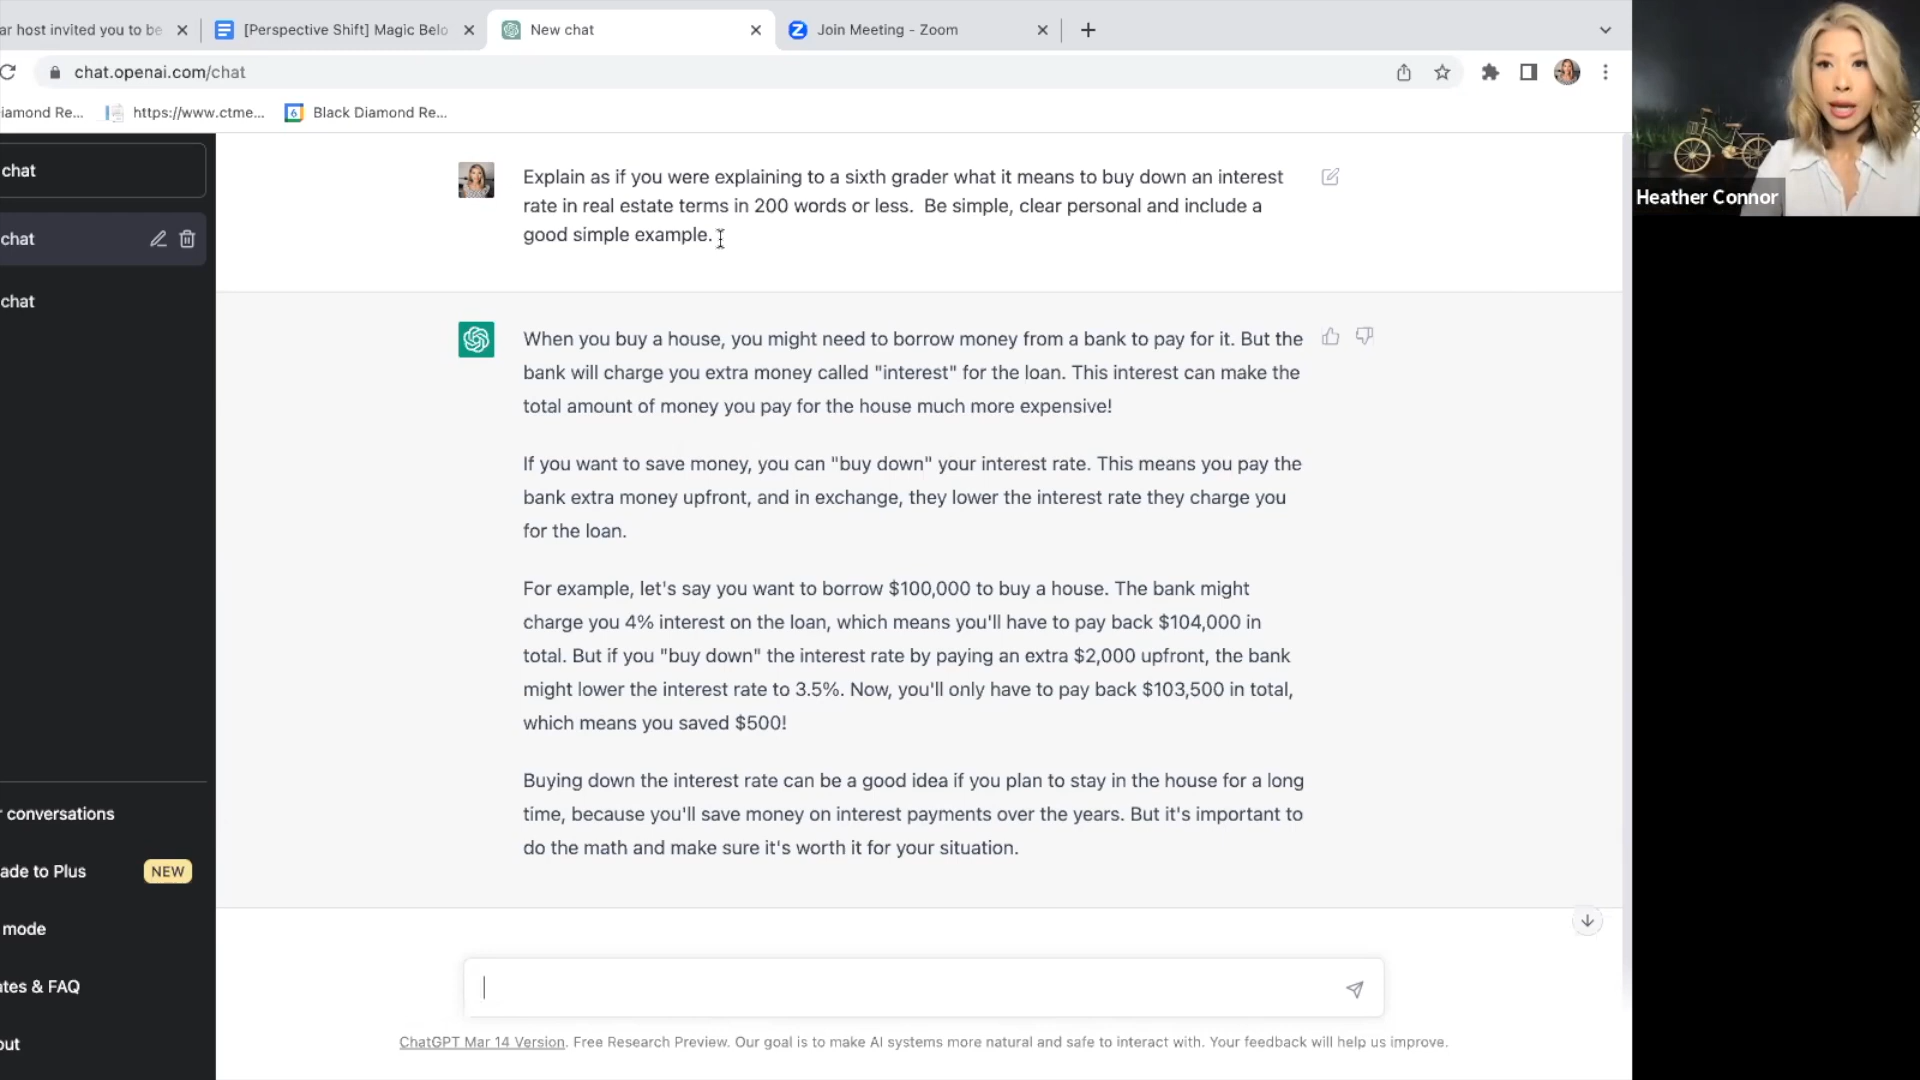 ar host invited you to be
[Perspective Shift] Magic Belo
New chat
Join Meeting - Zoom
chat.openai.com/chat
iamond Re...
https://www.ctme...
6
Black Diamond Re...
chat
chat
chat
r conversations
ade to Plus
NEW
mode
ates & FAQ
out
Explain as if you were explaining to a sixth grader what it means to buy down an interest
rate in real estate terms in 200 words or less.  Be simple, clear personal and include a
good simple example.
When you buy a house, you might need to borrow money from a bank to pay for it. But the
bank will charge you extra money called "interest" for the loan. This interest can make the
total amount of money you pay for the house much more expensive!
If you want to save money, you can "buy down" your interest rate. This means you pay the
bank extra money upfront, and in exchange, they lower the interest rate they charge you
for the loan.
For example, let's say you want to borrow $100,000 to buy a house. The bank might
charge you 4% interest on the loan, which means you'll have to pay back $104,000 in
total. But if you "buy down" the interest rate by paying an extra $2,000 upfront, the bank
might lower the interest rate to 3.5%. Now, you'll only have to pay back $103,500 in total,
which means you saved $500!
Buying down the interest rate can be a good idea if you plan to stay in the house for a long
time, because you'll save money on interest payments over the years. But it's important to
do the math and make sure it's worth it for your situation.
ChatGPT Mar 14 Version. Free Research Preview. Our goal is to make AI systems more natural and safe to interact with. Your feedback will help us improve.
Heather Connor